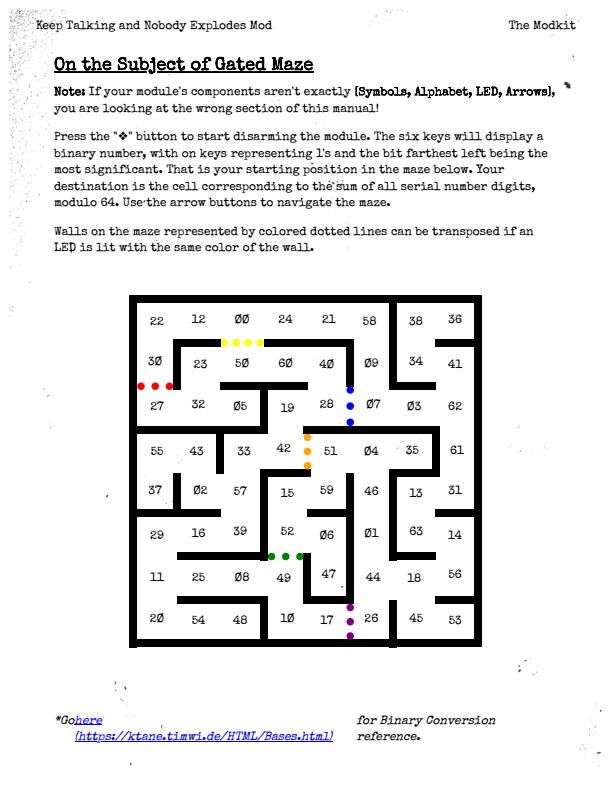 Keep Talking and Nobody Explodes Mod The Modkit
On the Subject of Gated Maze
Note: If your module's components aren't exactly [Symbols, Alphabet, LED, Arrows],
you are looking at the wrong section of this manual!
Press the "❖" button to start disarming the module. The six keys will display a
binary number, with on keys representing 1's and the bit farthest left being the
most significant. That is your starting position in the maze below. Your
destination is the cell corresponding to the sum of all serial number digits,
modulo 64. Use the arrow buttons to navigate the maze.
Walls on the maze represented by colored dotted lines can be transposed if an
LED is lit with the same color of the wall.
22 12 00 24 21 58 38 36
30 23 50 60 40 09 34 41
27 32 05 19 28 07 03 62
55 43 33 42 51 04 35 61
37 02 57 15 59 46 13 31
29 16 39 52 06 01 63 14
11 25 08 49 47 44 18 56
20 54 48 10 17 26 45 53
*Go here for Binary Conversion
(https://ktane.timwi.de/HTML/Bases.html) reference.